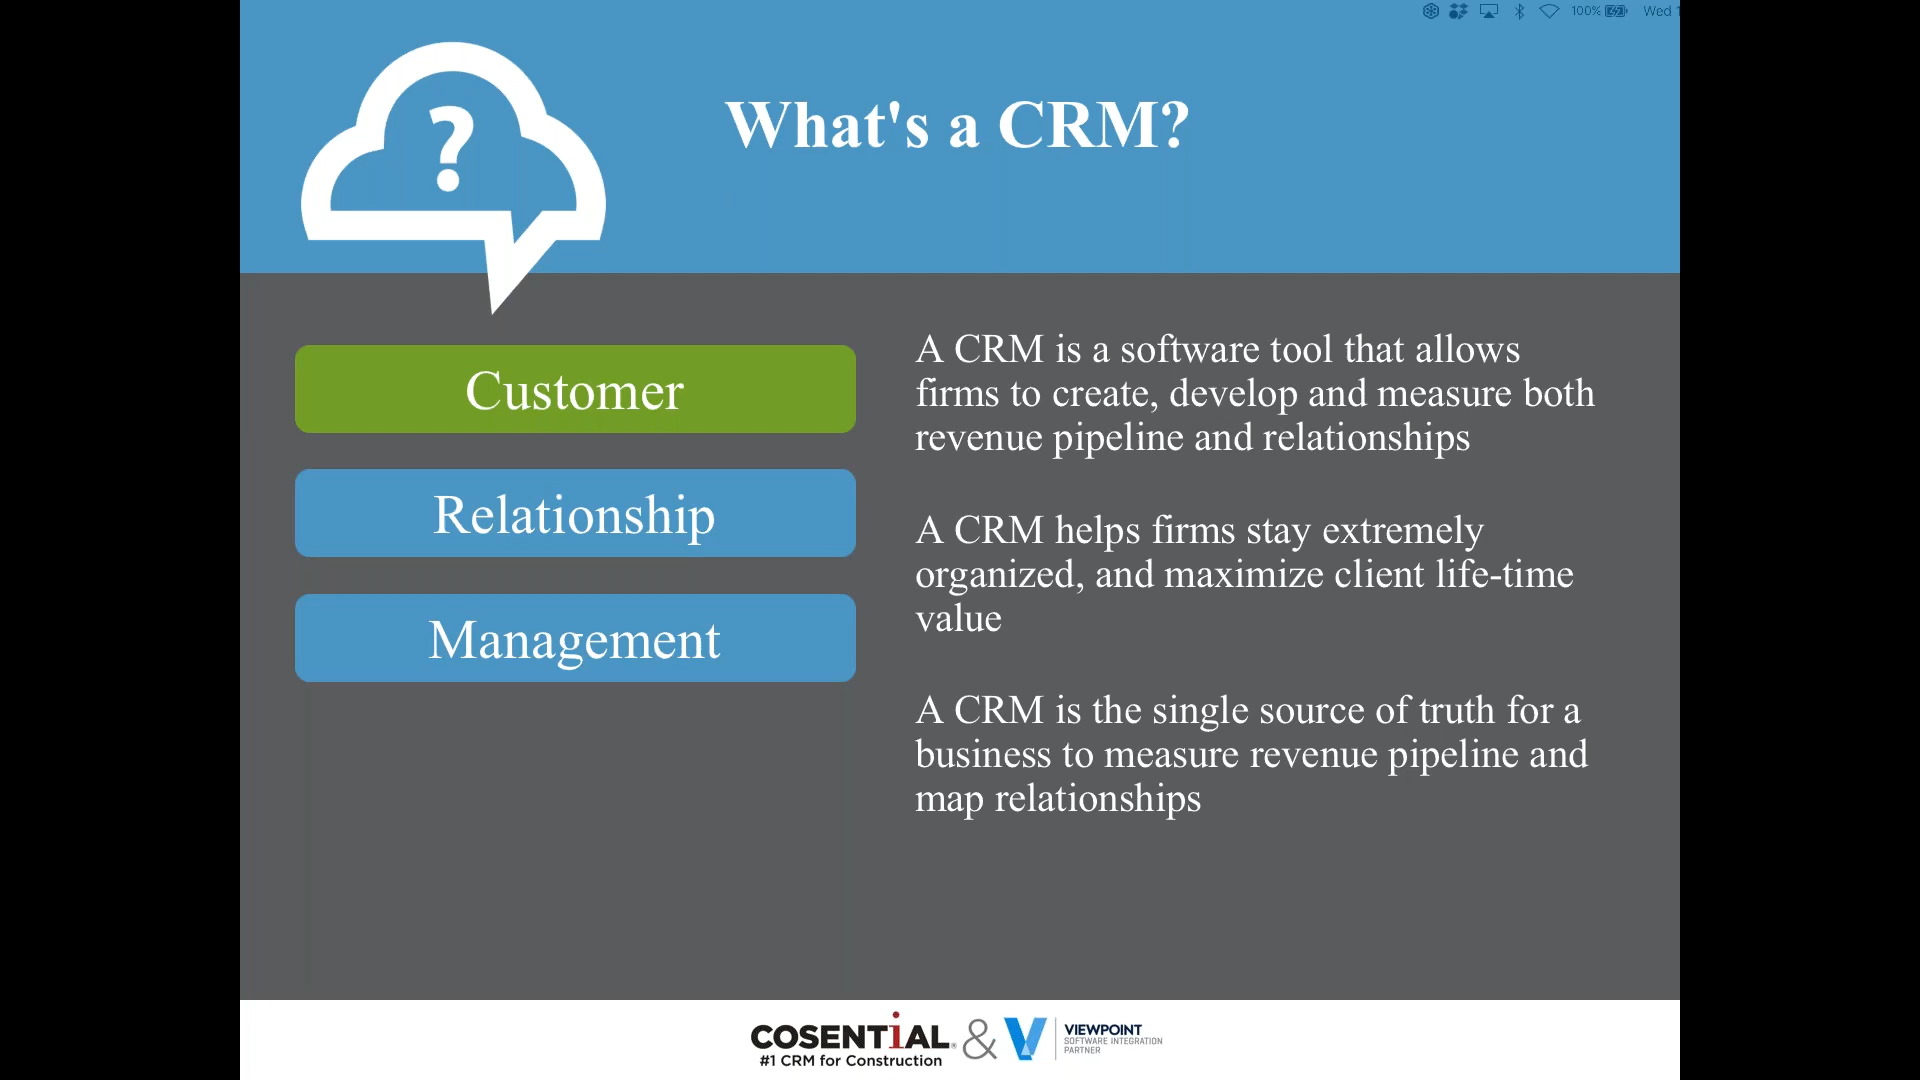 100% Wed 1
?
What's a CRM?
Customer
Relationship
Management
A CRM is a software tool that allows
firms to create, develop and measure both
revenue pipeline and relationships
A CRM helps firms stay extremely
organized, and maximize client life-time
value
A CRM is the single source of truth for a
business to measure revenue pipeline and
map relationships
COSENTiAL®
#1 CRM for Construction
&
V
VIEWPOINT
SOFTWARE INTEGRATION
PARTNER